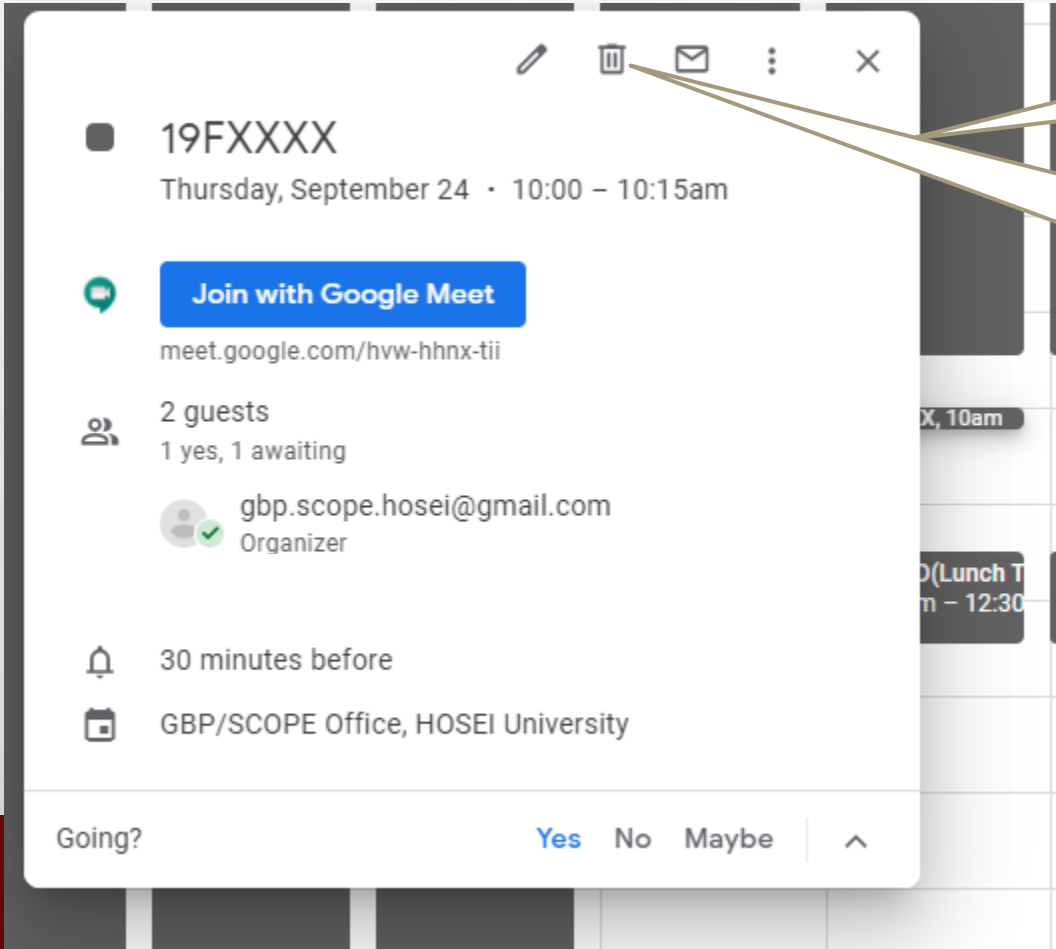 19FXXXX
Thursday, September 24 • 10:00 – 10:15am
Join with Google Meet
meet.google.com/hvw-hhnx-tii
2 guests
1 yes, 1 awaiting
gbp.scope.hosei@gmail.com
Organizer
30 minutes before
GBP/SCOPE Office, HOSEI University
Going?
Yes No Maybe
X, 10am
(Lunch T
– 12:30